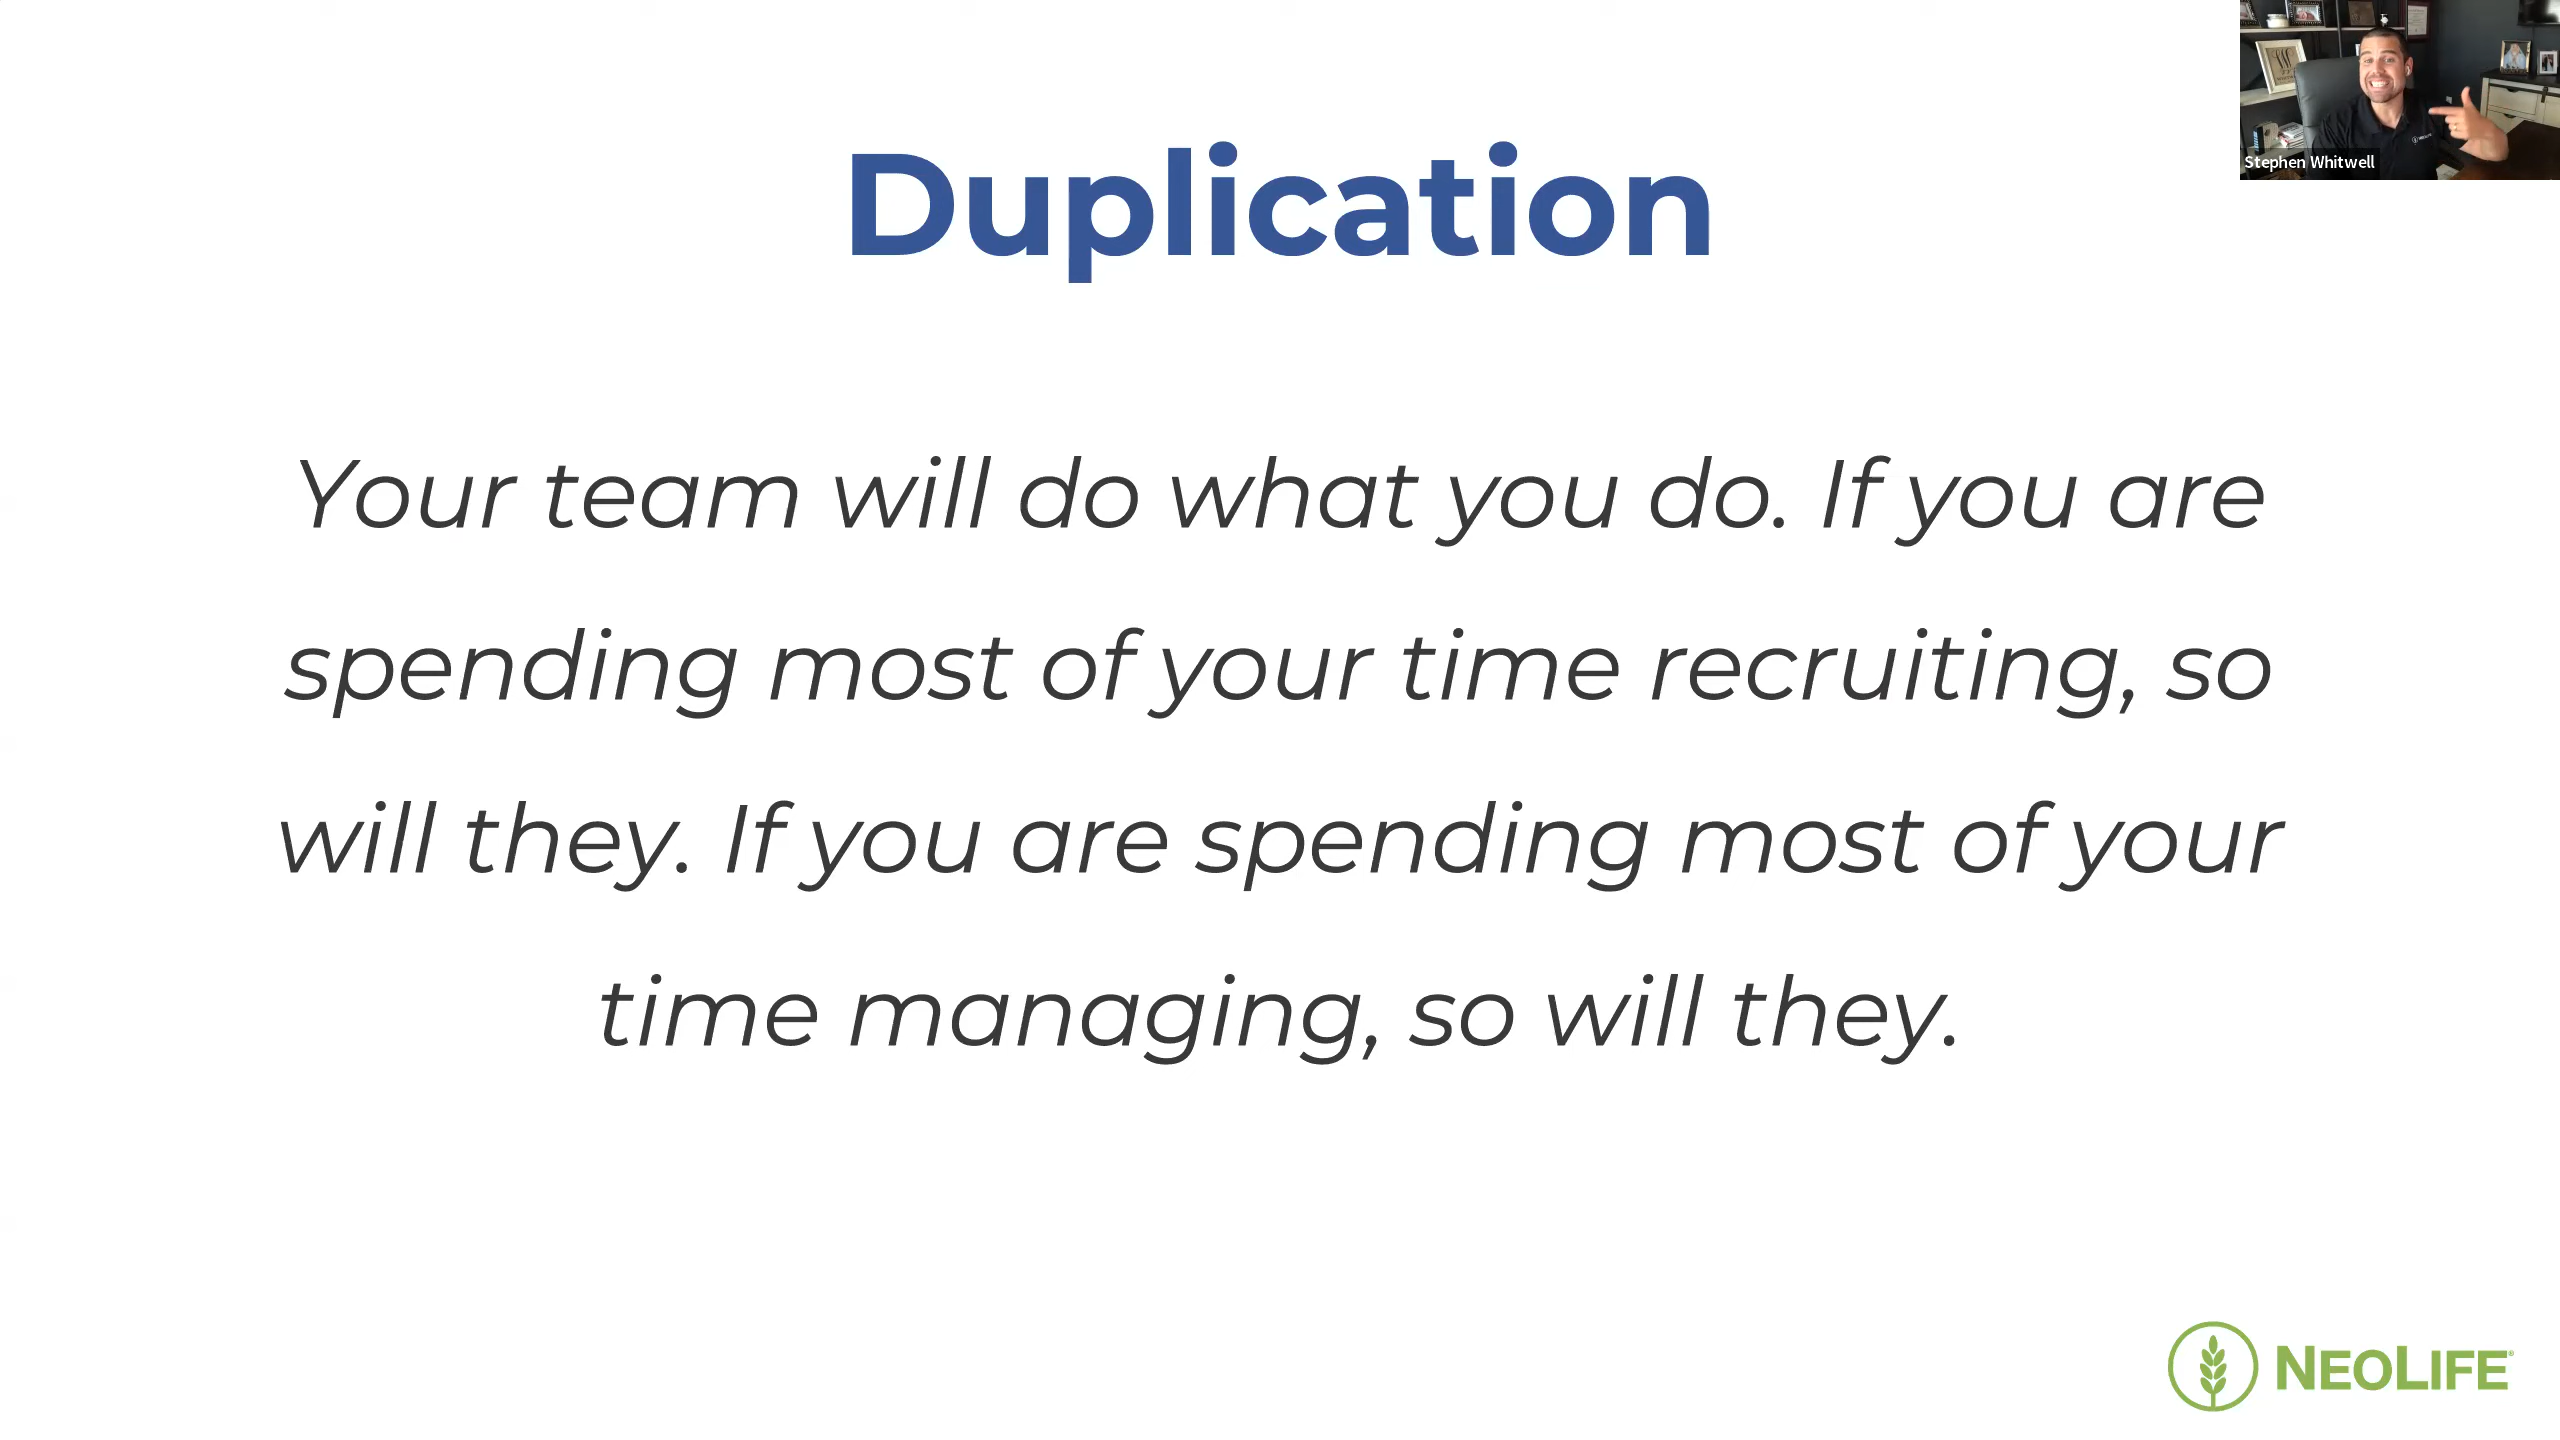 Duplication
Stephen Whitwell
Your team will do what you do. If you are
spending most of your time recruiting, so
will they. If you are spending most of your
time managing, so will they.
NEOLIFE®